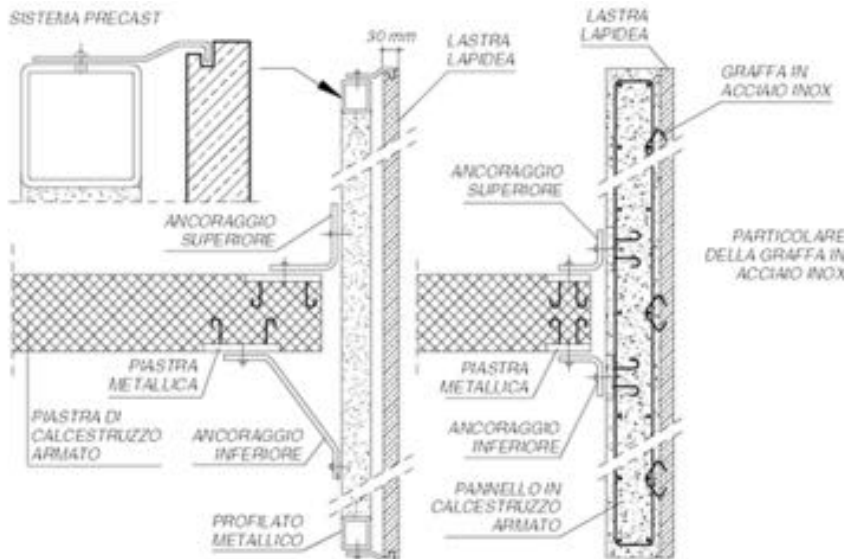 SISTEMA PRECAST
30 mm
LASTRA
LAPIDEA
LASTRA
LAPIDEA
GRAFFA IN
ACCIAIO INOX
ANCORAGGIO
SUPERIORE
ANCORAGGIO
SUPERIORE
PARTICOLARE
DELLA GRAFFA IN
ACCIAIO INOX
PIASTRA
METALLICA
PIASTRA
METALLICA
PIASTRA DI
CALCESTRUZZO
ARMATO
ANCORAGGIO
INFERIORE
ANCORAGGIO
INFERIORE
PROFILATO
METALLICO
PANNELLO IN
CALCESTRUZZO
ARMATO